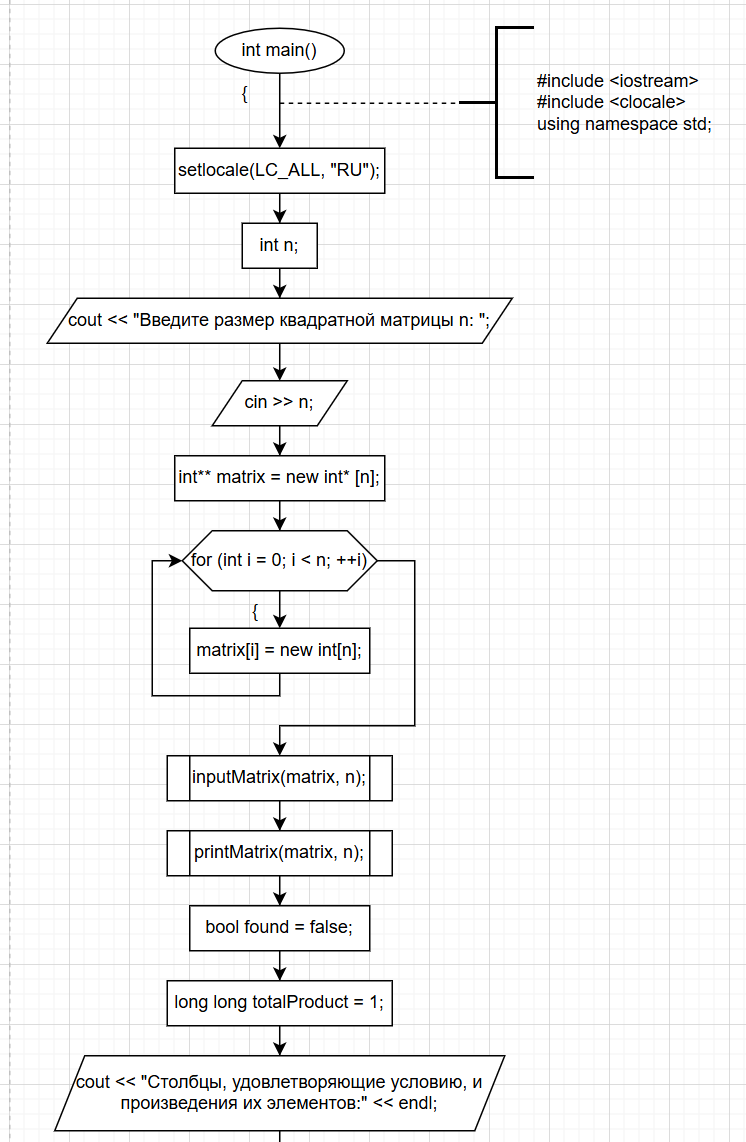 int main()
{
#include <iostream>
#include <clocale>
using namespace std;
setlocale(LC_ALL, "RU");
int n;
cout << "Введите размер квадратной матрицы n: ";
cin >> n;
int** matrix = new int* [n];
for (int i = 0; i < n; ++i)
{
matrix[i] = new int[n];
inputMatrix(matrix, n);
printMatrix(matrix, n);
bool found = false;
long long totalProduct = 1;
cout << "Столбцы, удовлетворяющие условию, и
произведения их элементов:" << endl;